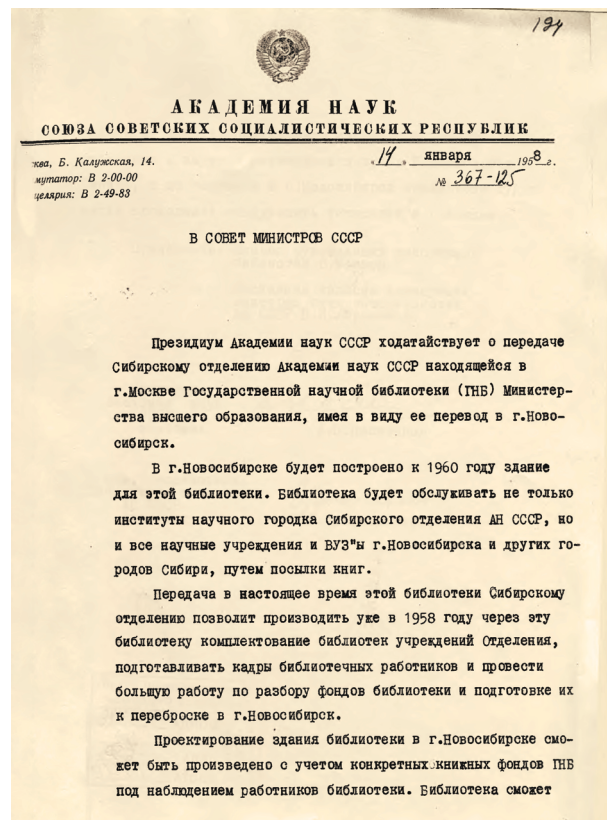 124
АКАДЕМИЯ НАУК
СОЮЗА СОВЕТСКИХ СОЦИАЛИСТИЧЕСКИХ РЕСПУБЛИК
ква, Б. Калужская, 14.
мутатор: В 2-00-00
целярия: В 2-49-83
„14„ января 1958 г.
№ 367-125
В СОВЕТ МИНИСТРОВ СССР
Президиум Академии наук СССР ходатайствует о передаче
Сибирскому отделению Академии наук СССР находящейся в
г.Москве Государственной научной библиотеки (ГНБ) Министер-
ства высшего образования, имея в виду ее перевод в г.Ново-
сибирск.
В г.Новосибирске будет построено к 1960 году здание
для этой библиотеки. Библиотека будет обслуживать не только
институты научного городка Сибирского отделения АН СССР, но
и все научные учреждения и ВУЗ"ы г.Новосибирска и других го-
родов Сибири, путем посылки книг.
Передача в настоящее время этой библиотеки Сибирскому
отделению позволит производить уже в 1958 году через эту
библиотеку комплектование библиотек учреждений Отделения,
подготавливать кадры библиотечных работников и провести
большую работу по разбору фондов библиотеки и подготовке их
к переброске в г.Новосибирск.
Проектирование здания библиотеки в г.Новосибирске смо-
жет быть произведено с учетом конкретных книжных фондов ГНБ
под наблюдением работников библиотеки. Библиотека сможет